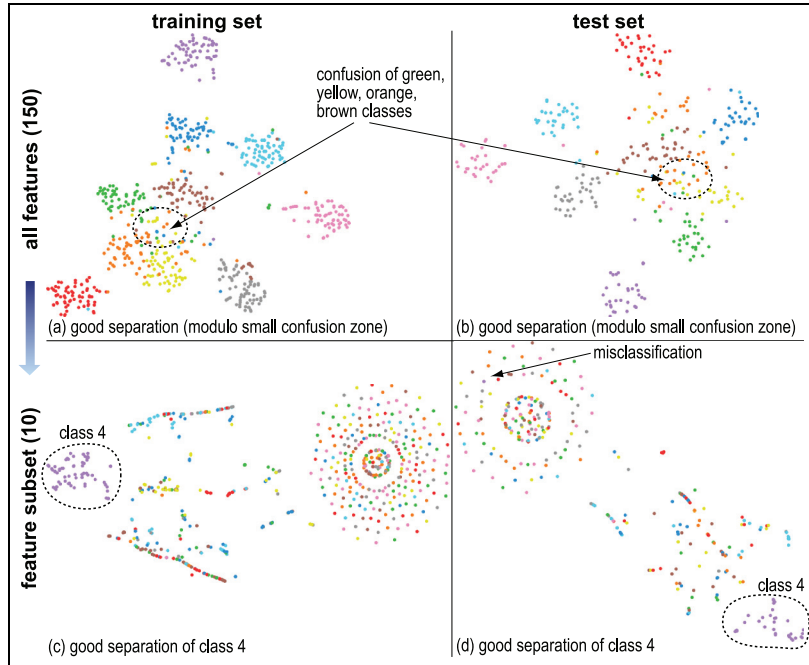 training set
test set
all features (150)
confusion of green,
yellow, orange,
brown classes
(a) good separation (modulo small confusion zone)
(b) good separation (modulo small confusion zone)
feature subset (10)
misclassification
class 4
class 4
(c) good separation of class 4
(d) good separation of class 4